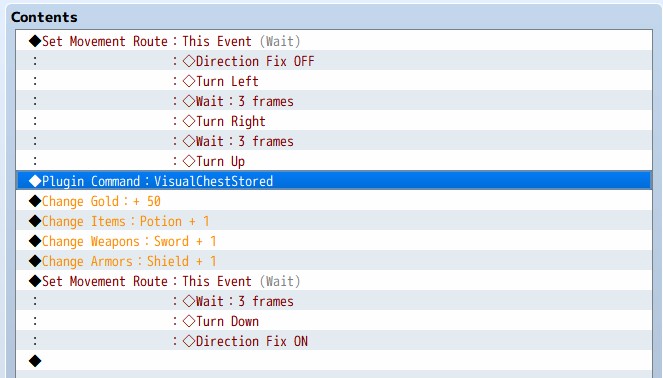 Contents
◆Set Movement Route：This Event (Wait)
：　　　　　　　　　：◇Direction Fix OFF
：　　　　　　　　　：◇Turn Left
：　　　　　　　　　：◇Wait：3 frames
：　　　　　　　　　：◇Turn Right
：　　　　　　　　　：◇Wait：3 frames
：　　　　　　　　　：◇Turn Up
◆Plugin Command：VisualChestStored
◆Change Gold：+ 50
◆Change Items：Potion + 1
◆Change Weapons：Sword + 1
◆Change Armors：Shield + 1
◆Set Movement Route：This Event (Wait)
：　　　　　　　　　：◇Wait：3 frames
：　　　　　　　　　：◇Turn Down
：　　　　　　　　　：◇Direction Fix ON
◆